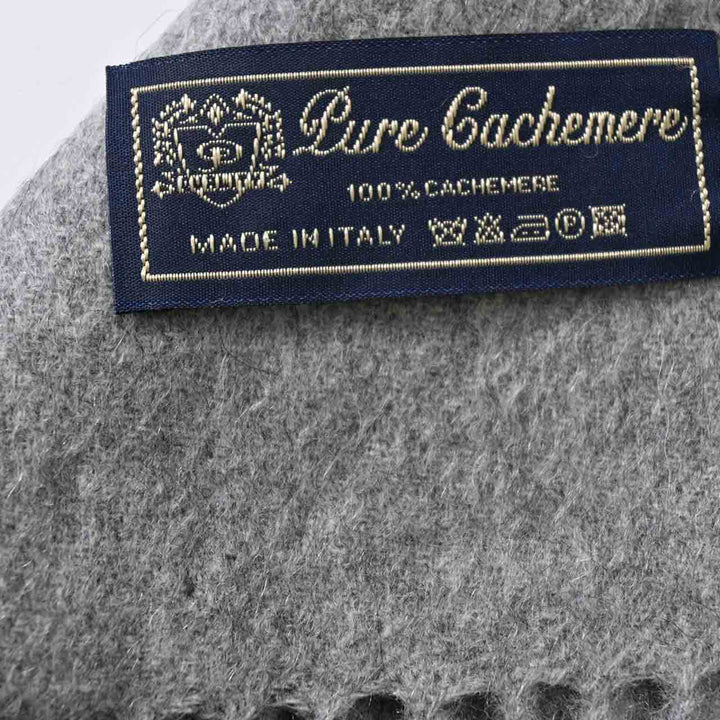 Pure Cachemere
100% CACHEMERE
MADE IN ITALY P